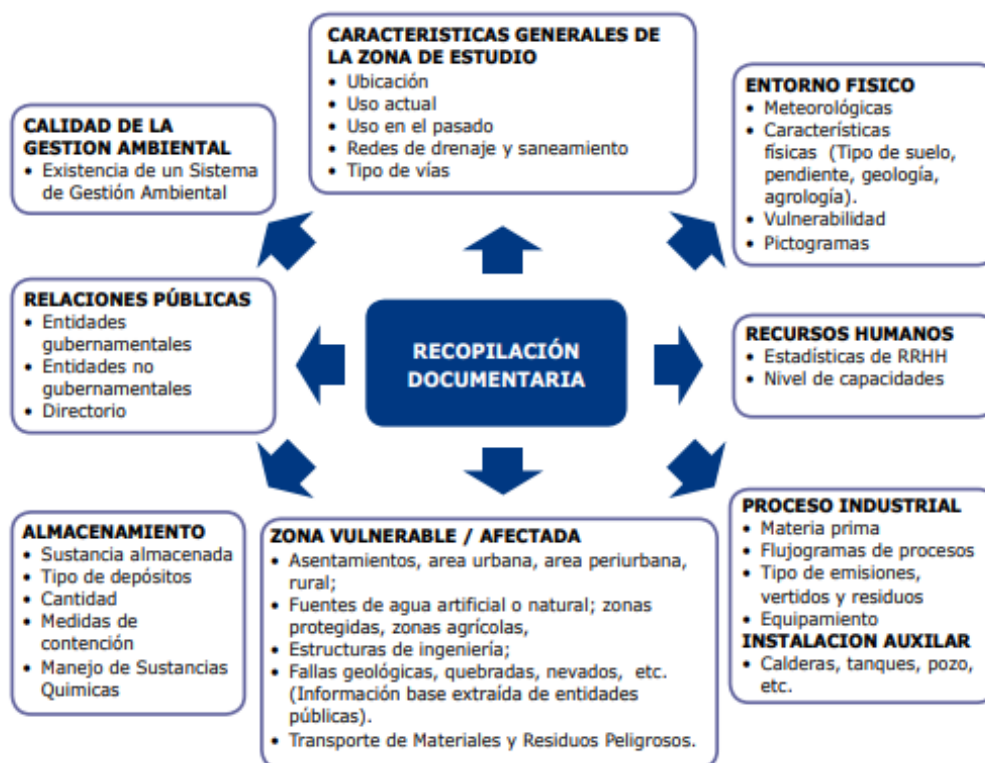 CARACTERISTICAS GENERALES DE
LA ZONA DE ESTUDIO
• Ubicación
• Uso actual
• Uso en el pasado
• Redes de drenaje y saneamiento
• Tipo de vías
CALIDAD DE LA
GESTION AMBIENTAL
• Existencia de un Sistema
de Gestión Ambiental
ENTORNO FISICO
• Meteorológicas
• Características
físicas (Tipo de suelo,
pendiente, geología,
agrología).
• Vulnerabilidad
• Pictogramas
RELACIONES PÚBLICAS
• Entidades
gubernamentales
• Entidades no
gubernamentales
• Directorio
RECOPILACIÓN
DOCUMENTARIA
RECURSOS HUMANOS
• Estadísticas de RRHH
• Nivel de capacidades
ALMACENAMIENTO
• Sustancia almacenada
• Tipo de depósitos
• Cantidad
• Medidas de
contención
• Manejo de Sustancias
Quimicas
ZONA VULNERABLE / AFECTADA
• Asentamientos, area urbana, area periurbana,
rural;
• Fuentes de agua artificial o natural; zonas
protegidas, zonas agrícolas,
• Estructuras de ingeniería;
• Fallas geológicas, quebradas, nevados, etc.
(Información base extraída de entidades
públicas).
• Transporte de Materiales y Residuos Peligrosos.
PROCESO INDUSTRIAL
• Materia prima
• Flujogramas de procesos
• Tipo de emisiones,
vertidos y residuos
• Equipamiento
INSTALACION AUXILAR
• Calderas, tanques, pozo,
etc.